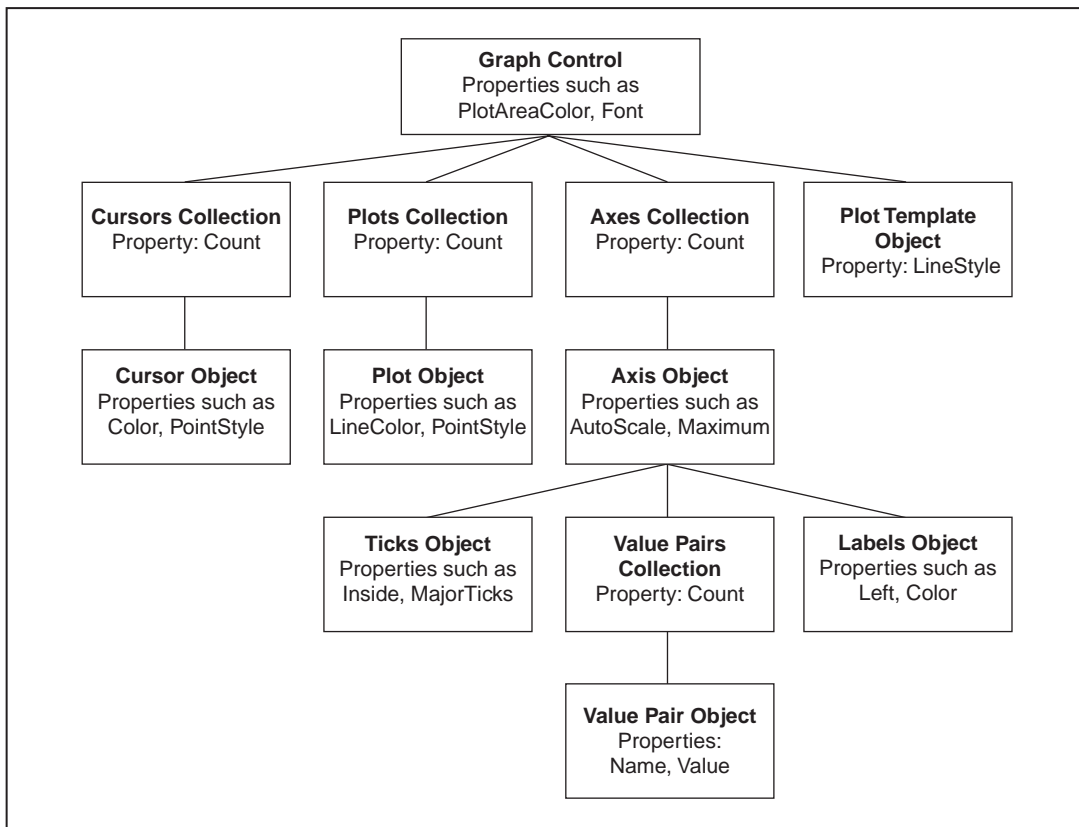 Graph Control
Properties such as
PlotAreaColor, Font
Cursors Collection
Property: Count
Plots Collection
Property: Count
Axes Collection
Property: Count
Plot Template
Object
Property: LineStyle
Cursor Object
Properties such as
Color, PointStyle
Plot Object
Properties such as
LineColor, PointStyle
Axis Object
Properties such as
AutoScale, Maximum
Ticks Object
Properties such as
Inside, MajorTicks
Value Pairs
Collection
Property: Count
Labels Object
Properties such as
Left, Color
Value Pair Object
Properties:
Name, Value